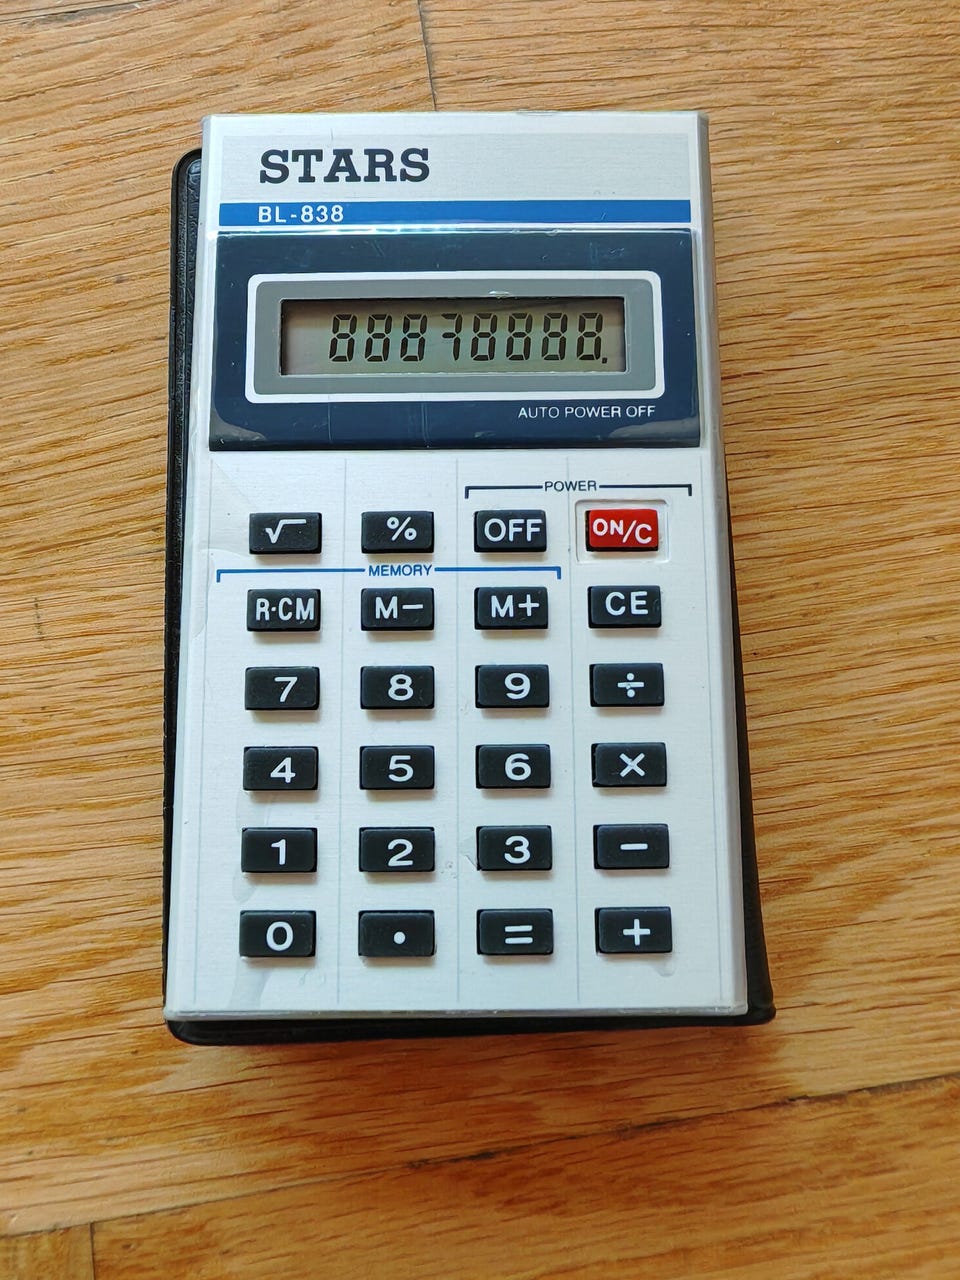 STARS
BL-838
88878888.
AUTO POWER OFF
POWER
√ % OFF ON/C
MEMORY
R·CM M− M+ CE
7 8 9 ÷
4 5 6 ×
1 2 3 −
0 · = +